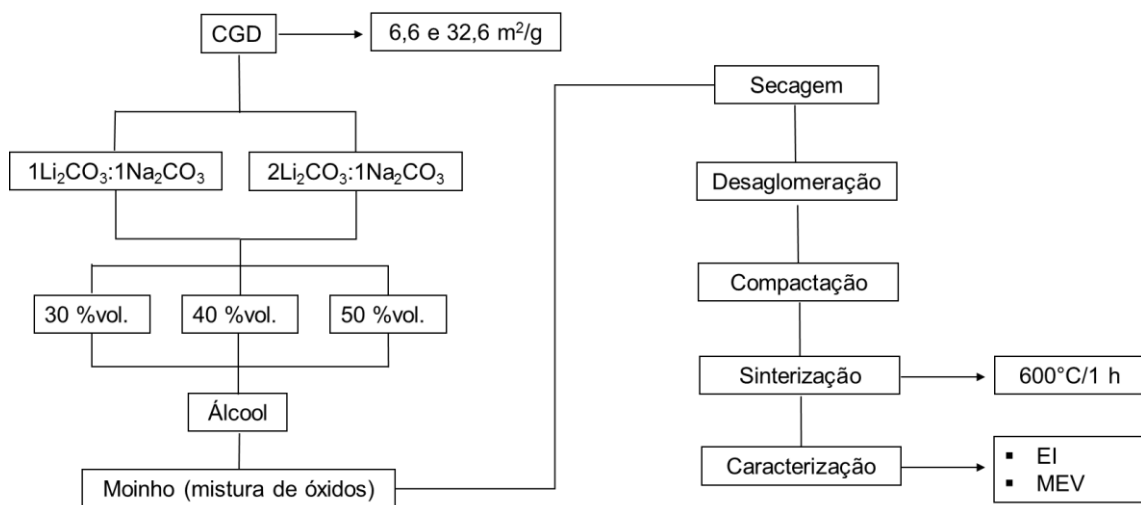 CGD
6,6 e 32,6 m²/g
1Li₂CO₃:1Na₂CO₃
2Li₂CO₃:1Na₂CO₃
30 %vol.
40 %vol.
50 %vol.
Álcool
Moinho (mistura de óxidos)
Secagem
Desaglomeração
Compactação
Sinterização
600°C/1 h
Caracterização
▪ EI
▪ MEV